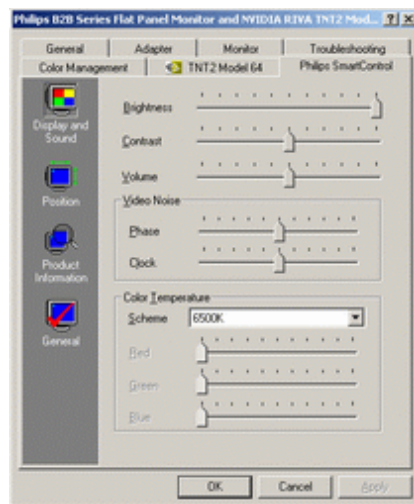 Philips B2B Series Flat Panel Monitor and NVIDIA RIVA TNT2 Mod... ? ×
General Adapter Monitor Troubleshooting
Color Management TNT2 Model 64 Philips SmartControl
Display and Sound
Position
Product Information
General
Brightness
Contrast
Volume
Video Noise
Phase
Clock
Color Temperature
Scheme 6500K
Red
Green
Blue
OK Cancel Apply